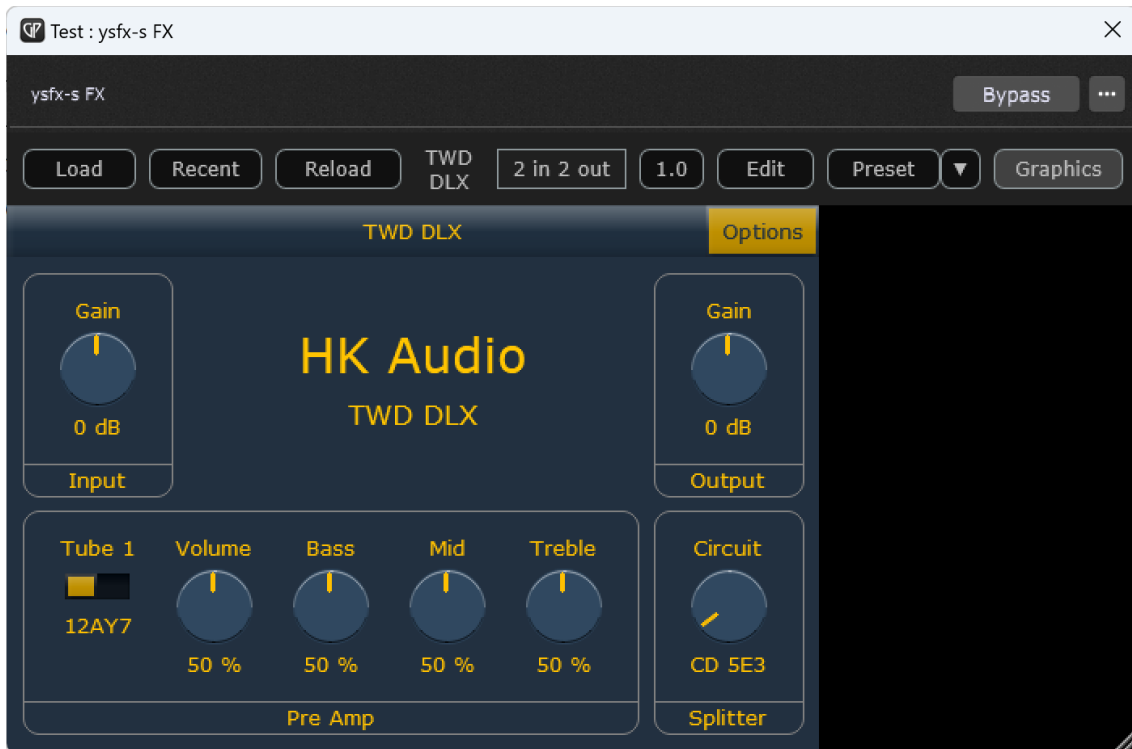 GP Test : ysfx-s FX
ysfx-s FX
Bypass ...
Load Recent Reload TWD DLX 2 in 2 out 1.0 Edit Preset ▼ Graphics
TWD DLX Options
Gain
0 dB
Input
HK Audio
TWD DLX
Gain
0 dB
Output
Tube 1 Volume Bass Mid Treble
12AY7 50 % 50 % 50 % 50 %
Pre Amp
Circuit
CD 5E3
Splitter